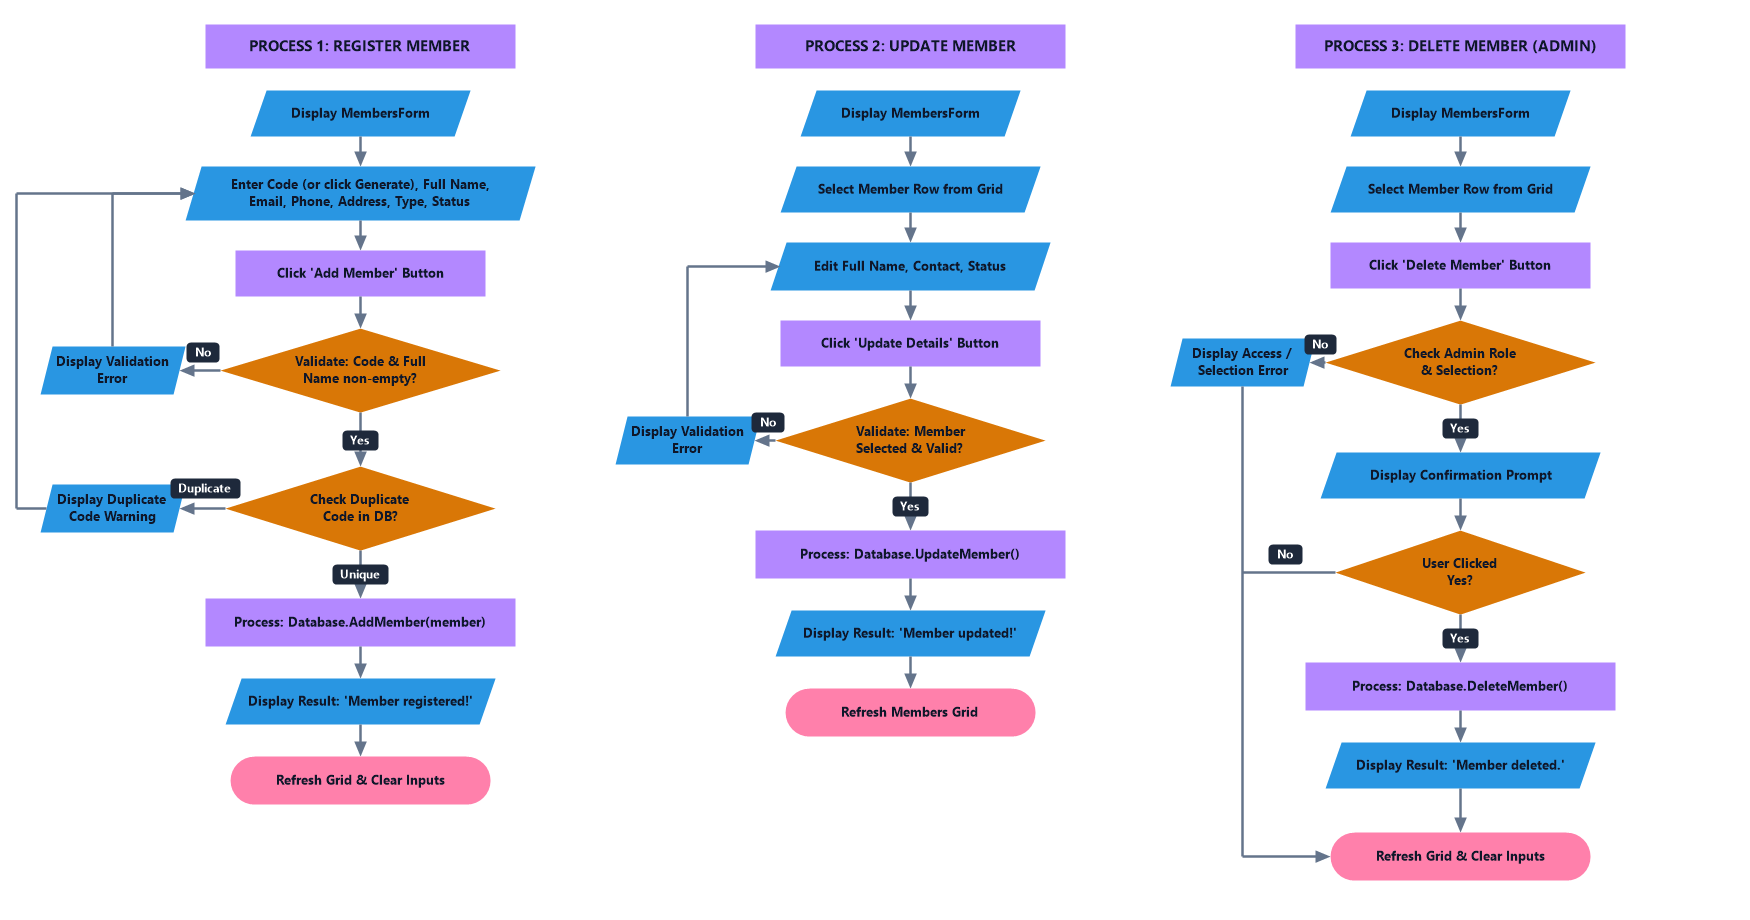 PROCESS 1: REGISTER MEMBER
Display MembersForm
Enter Code (or click Generate), Full Name,
Email, Phone, Address, Type, Status
Click 'Add Member' Button
Validate: Code & Full
Name non-empty?
No
Display Validation
Error
Yes
Check Duplicate
Code in DB?
Duplicate
Display Duplicate
Code Warning
Unique
Process: Database.AddMember(member)
Display Result: 'Member registered!'
Refresh Grid & Clear Inputs
PROCESS 2: UPDATE MEMBER
Display MembersForm
Select Member Row from Grid
Edit Full Name, Contact, Status
Click 'Update Details' Button
Validate: Member
Selected & Valid?
No
Display Validation
Error
Yes
Process: Database.UpdateMember()
Display Result: 'Member updated!'
Refresh Members Grid
PROCESS 3: DELETE MEMBER (ADMIN)
Display MembersForm
Select Member Row from Grid
Click 'Delete Member' Button
Check Admin Role
& Selection?
No
Display Access /
Selection Error
Yes
Display Confirmation Prompt
User Clicked
Yes?
No
Yes
Process: Database.DeleteMember()
Display Result: 'Member deleted.'
Refresh Grid & Clear Inputs